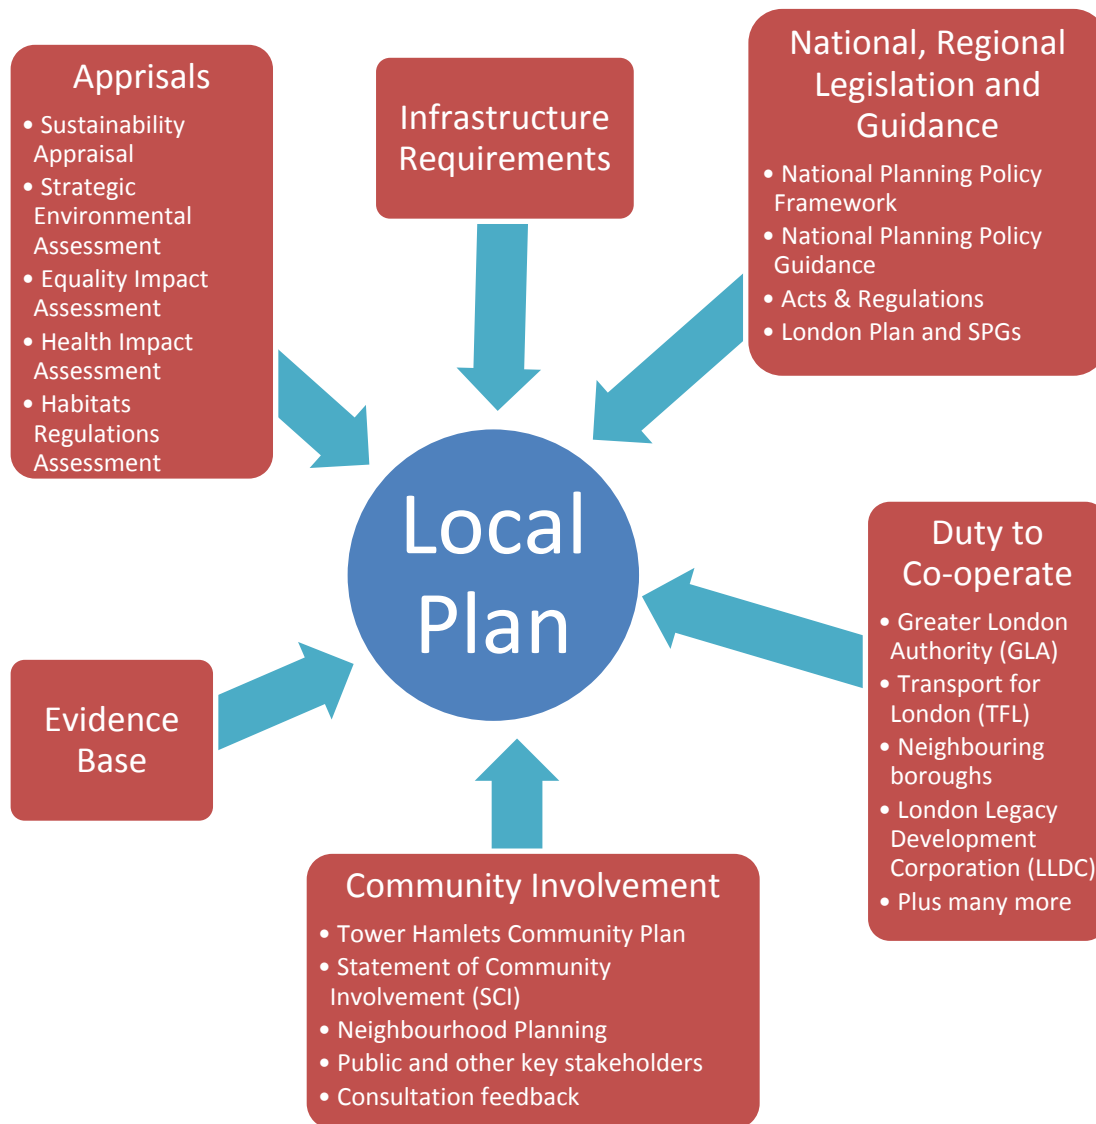 Apprisals
• Sustainability
Appraisal
• Strategic
Environmental
Assessment
• Equality Impact
Assessment
• Health Impact
Assessment
• Habitats
Regulations
Assessment
Infrastructure
Requirements
National, Regional
Legislation and
Guidance
• National Planning Policy
Framework
• National Planning Policy
Guidance
• Acts & Regulations
• London Plan and SPGs
Local
Plan
Duty to
Co-operate
• Greater London
Authority (GLA)
• Transport for
London (TFL)
• Neighbouring
boroughs
• London Legacy
Development
Corporation (LLDC)
• Plus many more
Evidence
Base
Community Involvement
• Tower Hamlets Community Plan
• Statement of Community
Involvement (SCI)
• Neighbourhood Planning
• Public and other key stakeholders
• Consultation feedback